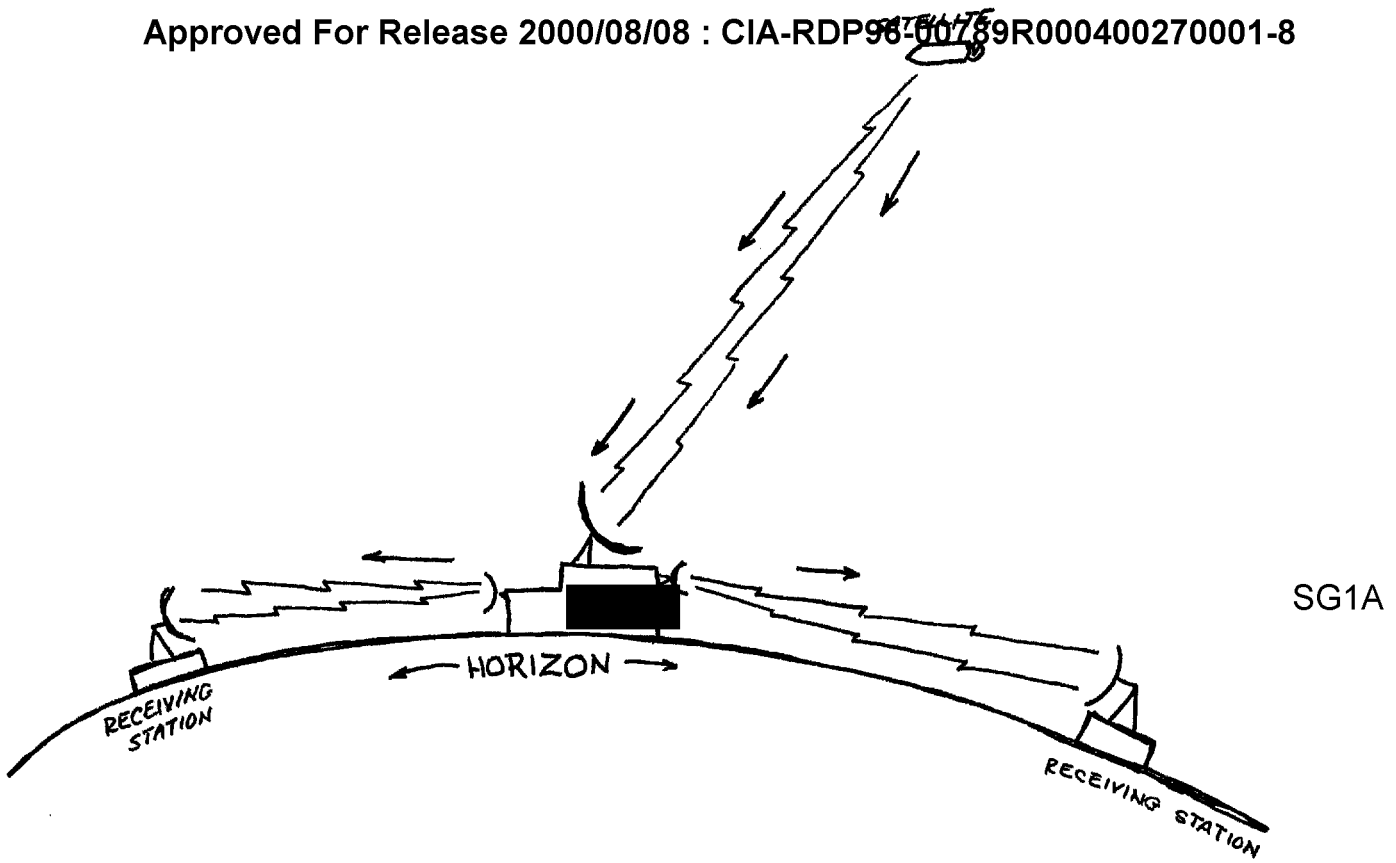 SATELLITE
Approved For Release 2000/08/08 : CIA-RDP96-00789R000400270001-8
SG1A
HORIZON
RECEIVING
STATION
RECEIVING STATION